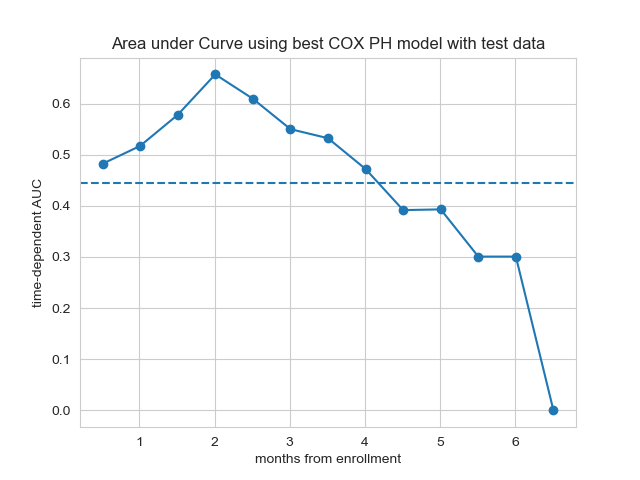 Area under Curve using best COX PH model with test data
time-dependent AUC
0.6
0.5
0.4
0.3
0.2
0.1
0.0
1 2 3 4 5 6
months from enrollment